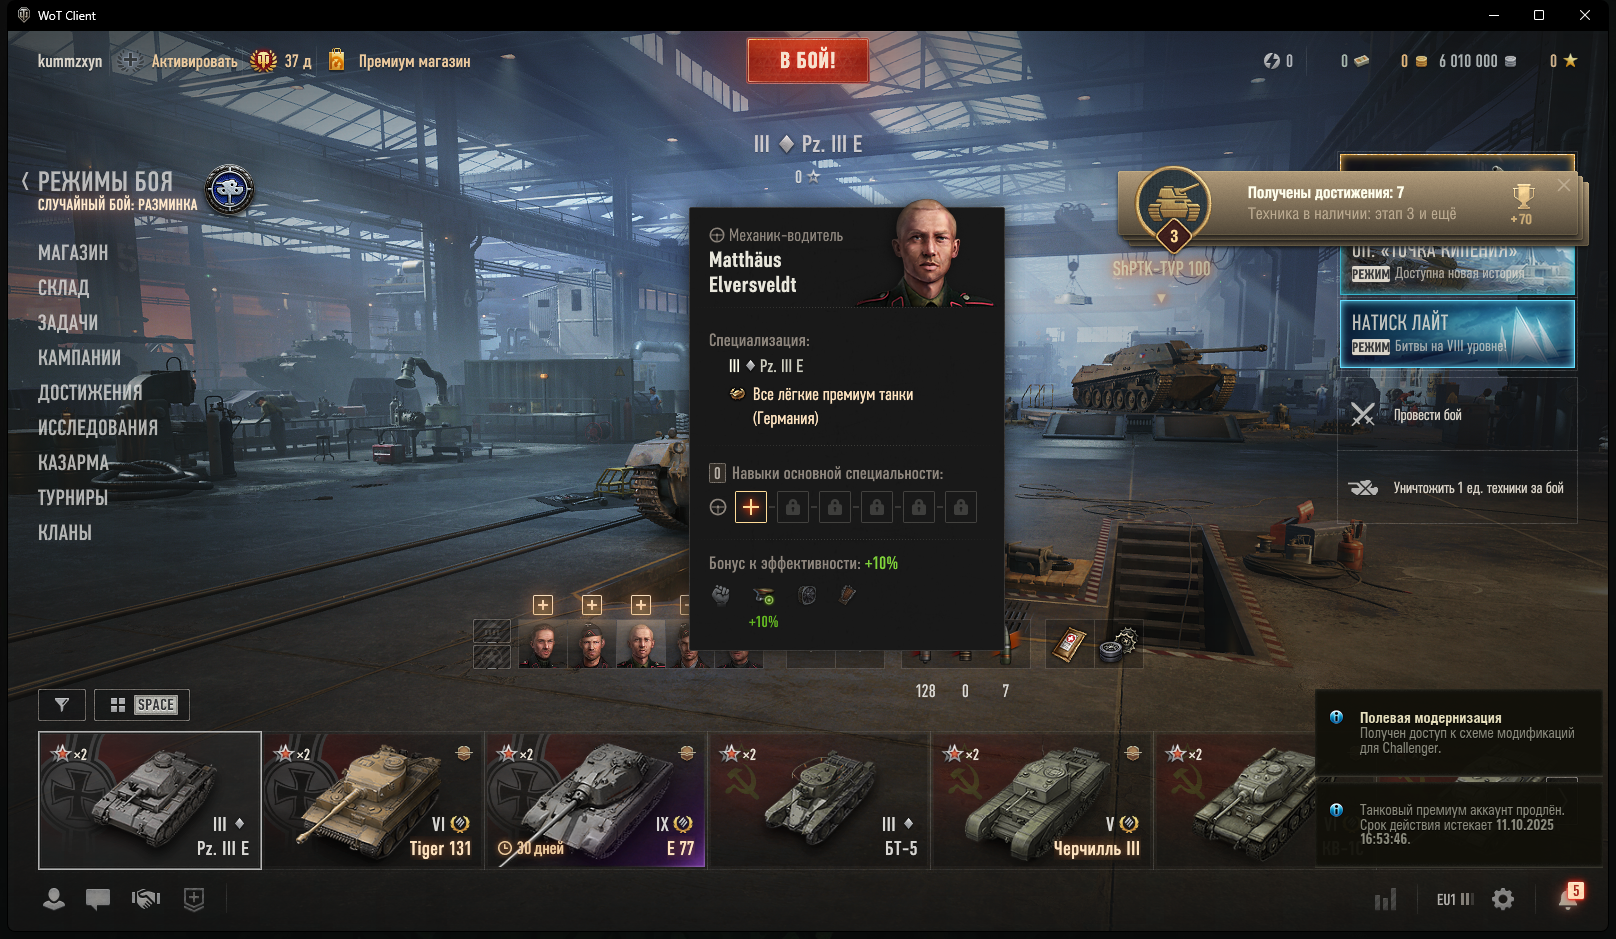 WoT Client
kummzxyn
Активировать
37 д
Премиум магазин
В БОЙ!
0
0
0
6 010 000
0
III Pz. III E
0
РЕЖИМЫ БОЯ
СЛУЧАЙНЫЙ БОЙ: РАЗМИНКА
МАГАЗИН
СКЛАД
ЗАДАЧИ
КАМПАНИИ
ДОСТИЖЕНИЯ
ИССЛЕДОВАНИЯ
КАЗАРМА
ТУРНИРЫ
КЛАНЫ
Механик-водитель
Matthäus
Elversveldt
Специализация:
III Pz. III E
Все лёгкие премиум танки
(Германия)
0 Навыки основной специальности:
Бонус к эффективности: +10%
+10%
Получены достижения: 7
Техника в наличии: этап 3 и ещё
+70
3
ShPTK-TVP 100
ОП. «ТОЧКА КИПЕНИЯ»
РЕЖИМ Доступна новая история
НАТИСК ЛАЙТ
РЕЖИМ Битвы на VIII уровне!
Провести бой
Уничтожить 1 ед. техники за бой
128 0 7
SPACE
x2
III
Pz. III E
x2
VI
Tiger 131
x2
IX
30 дней
E 77
x2
III
БТ-5
x2
V
Черчилль III
x2
Полевая модернизация
Получен доступ к схеме модификаций
для Challenger.
Танковый премиум аккаунт продлён.
Срок действия истекает 11.10.2025
16:53:46.
EU1
5